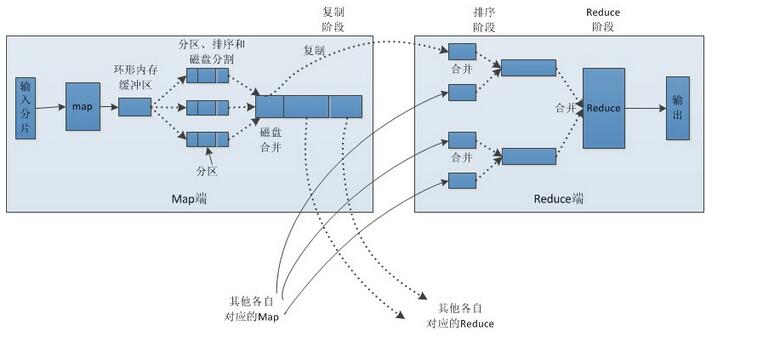 复制
阶段
排序
阶段
Reduce
阶段
分区、排序和
磁盘分割
复制
环形内存
缓冲区
输入分片
map
磁盘
合并
分区
Map端
合并
合并
合并
Reduce
输出
Reduce端
其他各自
对应的Map
其他各自
对应的Reduce